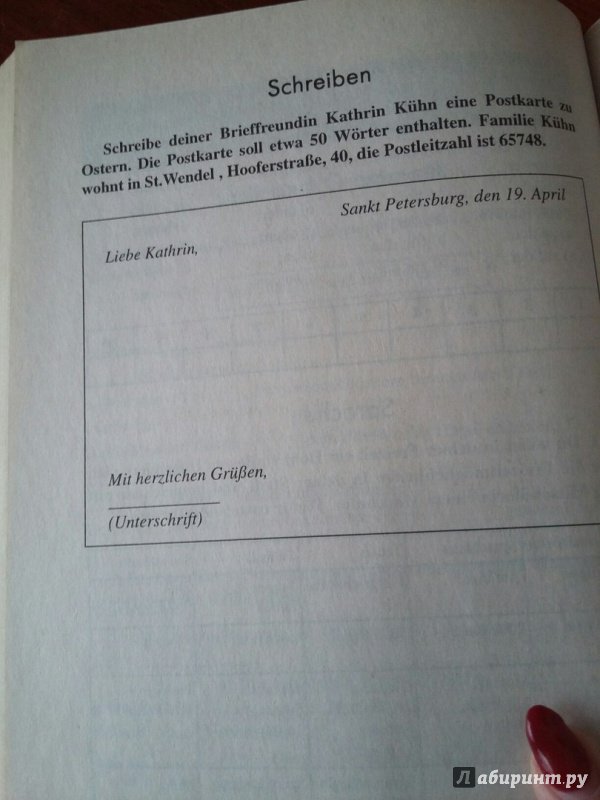 Schreiben
Schreibe deiner Brieffreundin Kathrin Kühn eine Postkarte zu
Ostern. Die Postkarte soll etwa 50 Wörter enthalten. Familie Kühn
wohnt in St.Wendel , Hooferstraße, 40, die Postleitzahl ist 65748.
Sankt Petersburg, den 19. April
Liebe Kathrin,
Mit herzlichen Grüßen,
(Unterschrift)
Лабиринт.ру